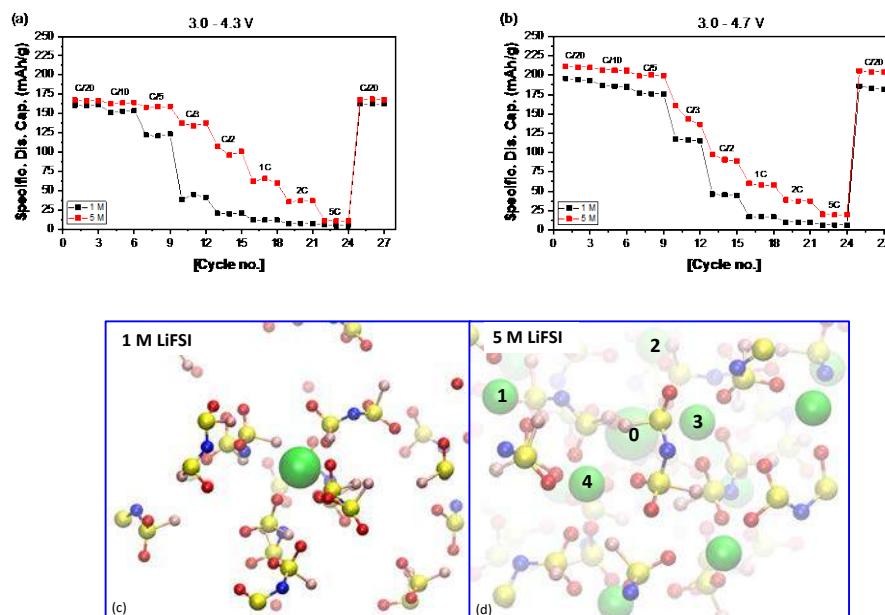 (a)
3.0 - 4.3 V
Specific. Dis. Cap. (mAh/g)
250
225
200
175
150
125
100
75
50
25
0
C/20
C/10
C/5
C/3
C/2
1C
2C
5C
C/20
1 M
5 M
0 3 6 9 12 15 18 21 24 27
[Cycle no.]
(b)
3.0 - 4.7 V
Specific. Dis. Cap. (mAh/g)
250
225
200
175
150
125
100
75
50
25
0
C/20
C/10
C/5
C/3
C/2
1C
2C
5C
C/20
1 M
5 M
0 3 6 9 12 15 18 21 24 27
[Cycle no.]
1 M LiFSI
(c)
5 M LiFSI
2
1
3
0
4
(d)